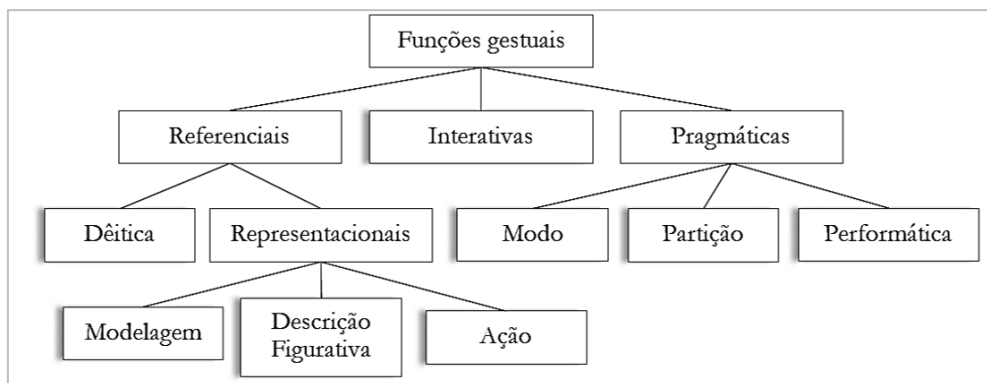 Funções gestuais
Referenciais
Interativas
Pragmáticas
Dêitica
Representacionais
Modo
Partição
Performática
Modelagem
Descrição
Figurativa
Ação